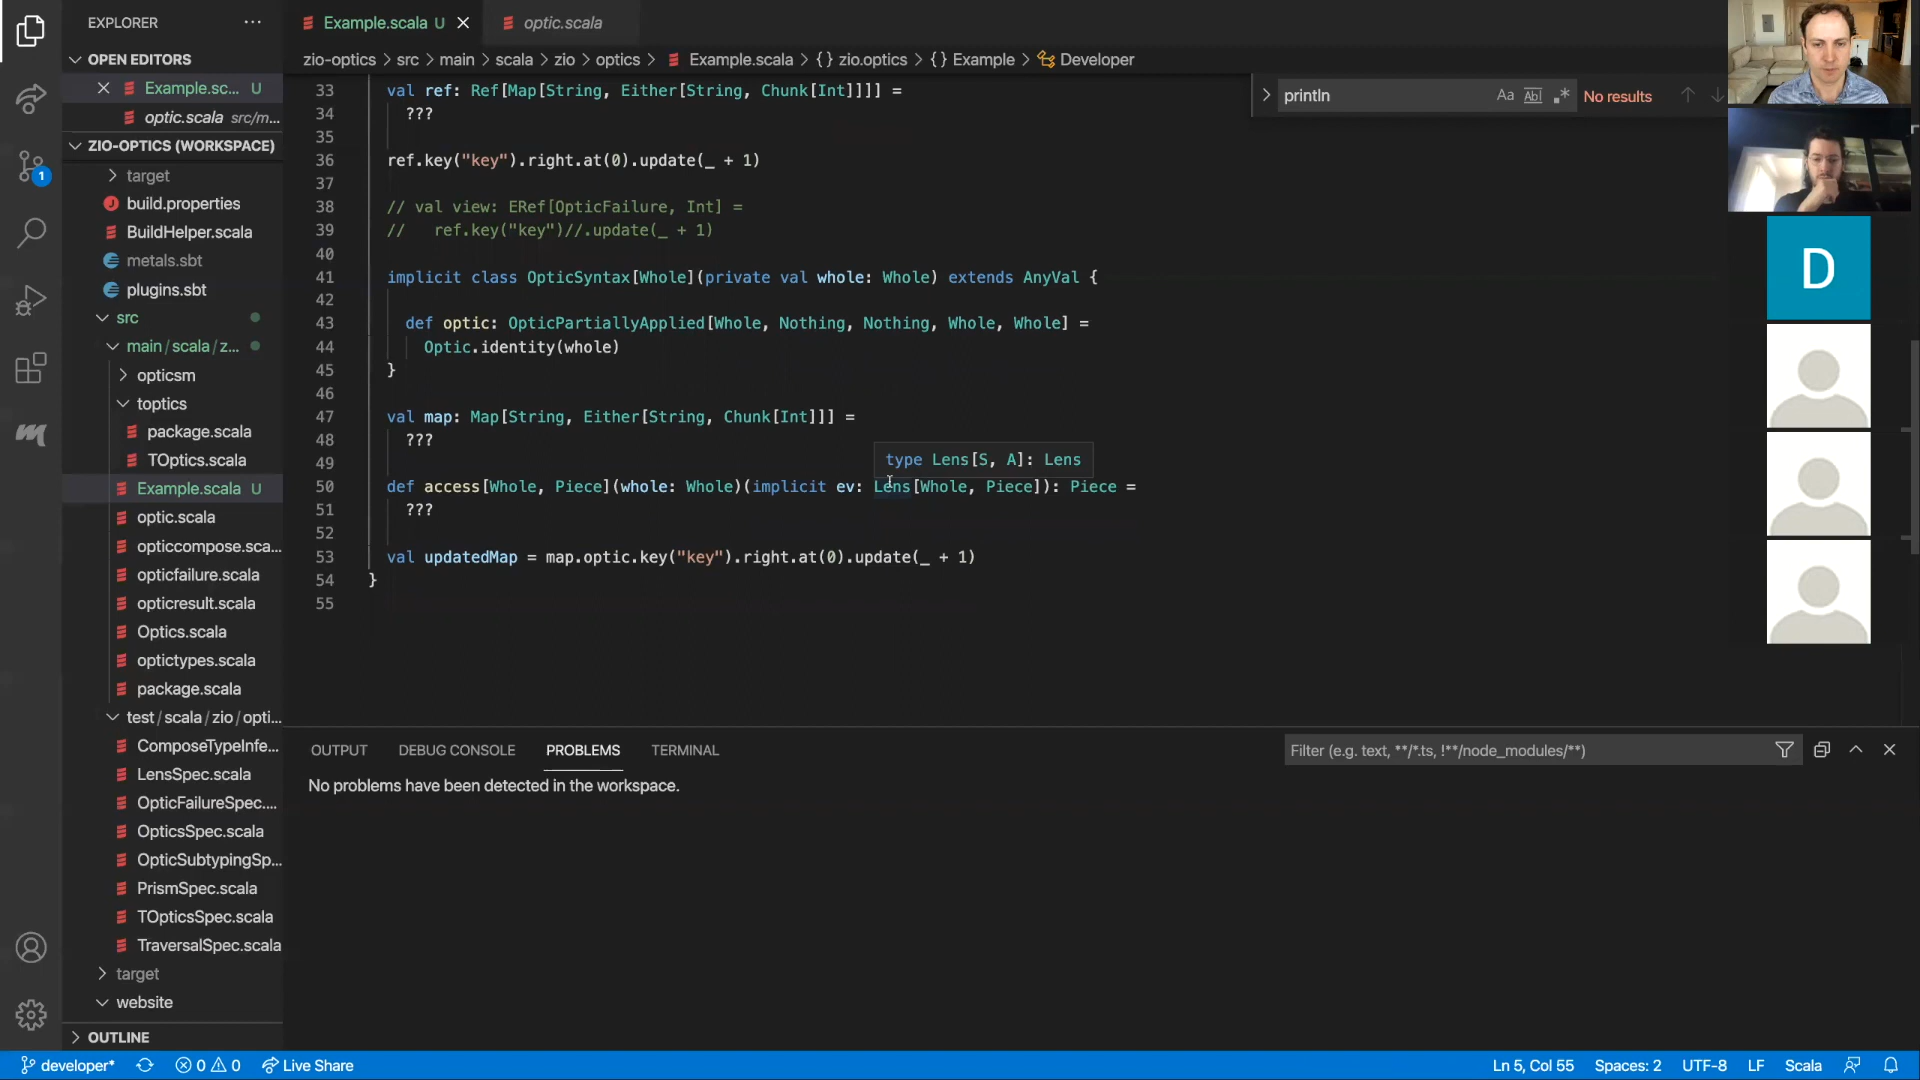 EXPLORER
OPEN EDITORS
Example.sc... U
optic.scala src/m...
ZIO-OPTICS (WORKSPACE)
target
build.properties
BuildHelper.scala
metals.sbt
plugins.sbt
src
main/scala/z...
opticsm
toptics
package.scala
TOptics.scala
Example.scala U
optic.scala
opticcompose.sca...
opticfailure.scala
opticresult.scala
Optics.scala
optictypes.scala
package.scala
test/scala/zio/opti...
ComposeTypeInfe...
LensSpec.scala
OpticFailureSpec....
OpticsSpec.scala
OpticSubtypingSp...
PrismSpec.scala
TOpticsSpec.scala
TraversalSpec.scala
target
website
OUTLINE
1
Example.scala U
optic.scala
zio-optics > src > main > scala > zio > optics > Example.scala > {} zio.optics > {} Example > Developer
println
Aa Abl .* No results
33 val ref: Ref[Map[String, Either[String, Chunk[Int]]]] =
34 ???
35
36 ref.key("key").right.at(0).update(_ + 1)
37
38 // val view: ERef[OpticFailure, Int] =
39 //   ref.key("key")//.update(_ + 1)
40
41 implicit class OpticSyntax[Whole](private val whole: Whole) extends AnyVal {
42
43 def optic: OpticPartiallyApplied[Whole, Nothing, Nothing, Whole, Whole] =
44 Optic.identity(whole)
45 }
46
47 val map: Map[String, Either[String, Chunk[Int]]] =
48 ???
type Lens[S, A]: Lens
49
50 def access[Whole, Piece](whole: Whole)(implicit ev: Lens[Whole, Piece]): Piece =
51 ???
52
53 val updatedMap = map.optic.key("key").right.at(0).update(_ + 1)
54 }
55
D
OUTPUT DEBUG CONSOLE PROBLEMS TERMINAL
Filter (e.g. text, **/*.ts, !**/node_modules/**)
No problems have been detected in the workspace.
developer* 0 0 Live Share
Ln 5, Col 55 Spaces: 2 UTF-8 LF Scala